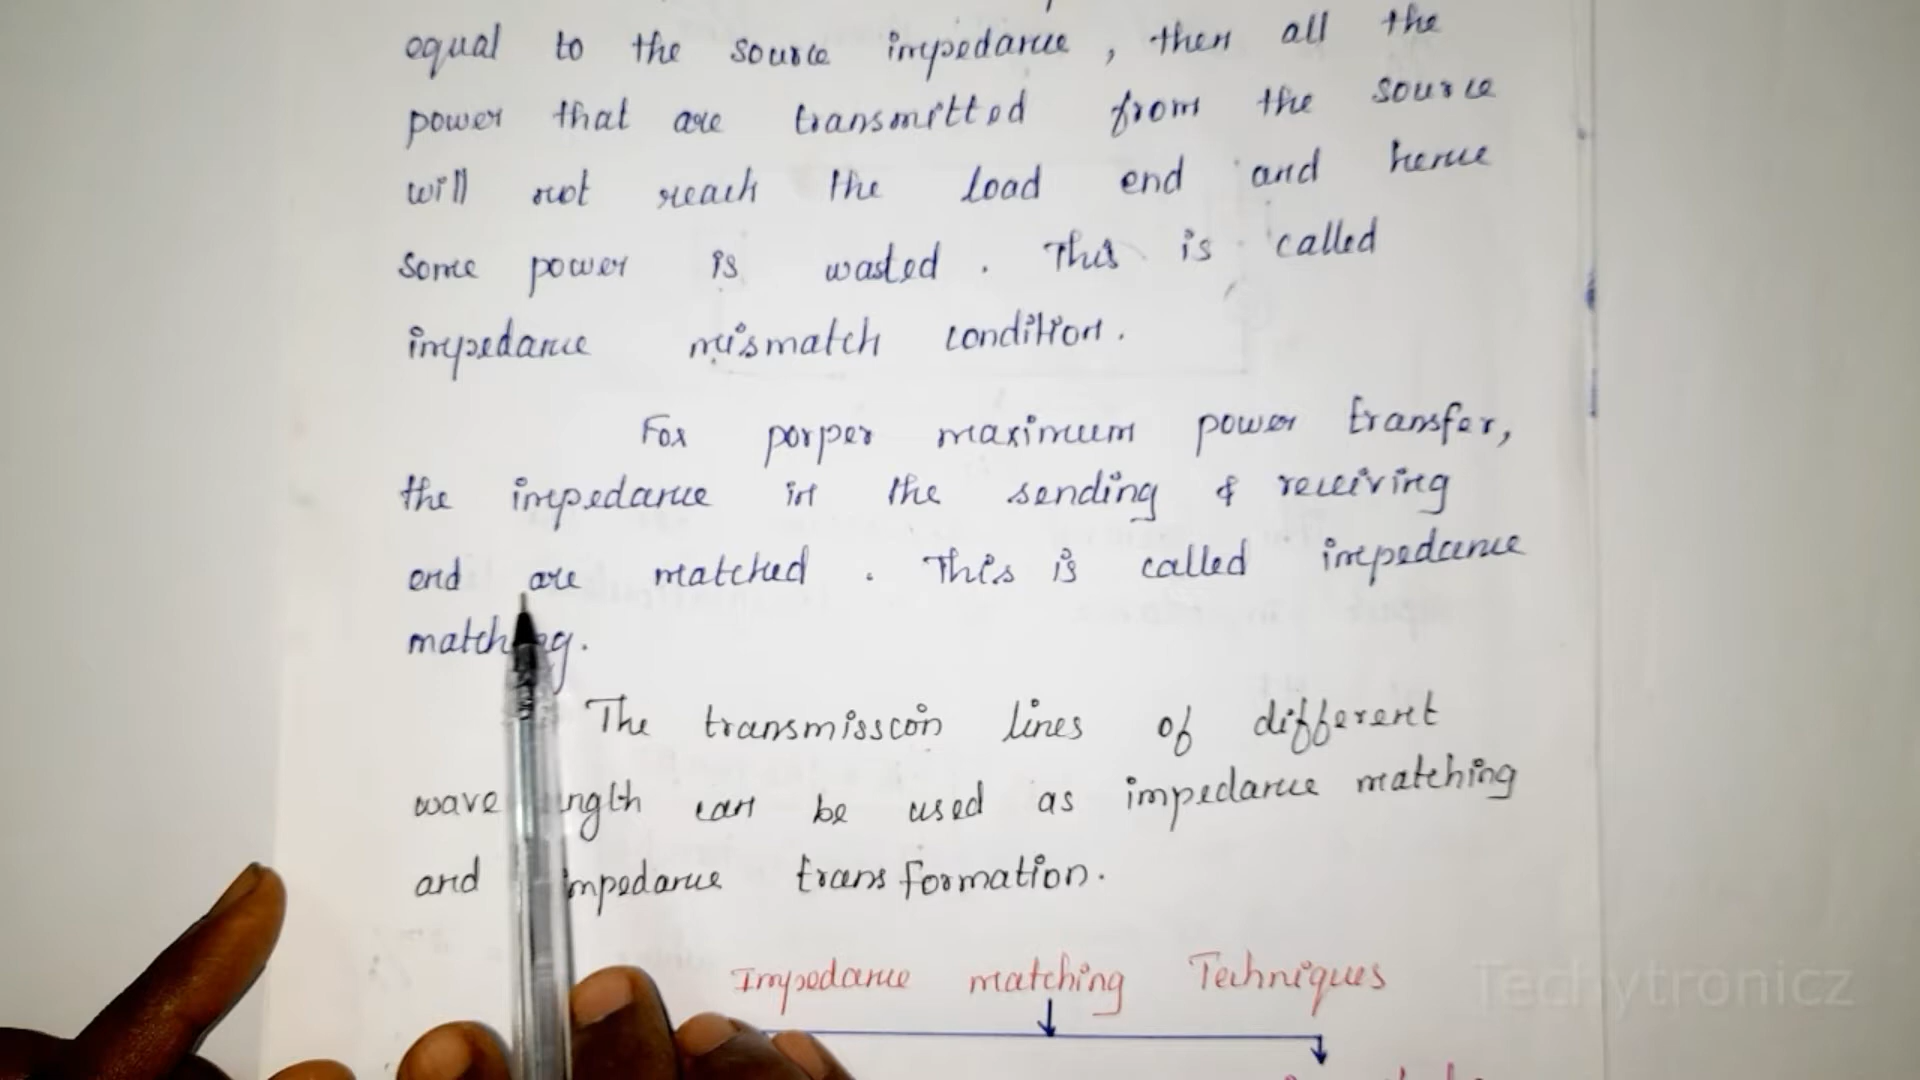 equal to the source impedance, then all the
power that are transmitted from the source
will not reach the load end and hence
some power is wasted. This is called
impedance mismatch condition.
For porper maximum power transfer,
the impedance in the sending & receiving
end are matched. This is called impedance
matching.
The transmisscon lines of different
wave ngth can be used as impedance matching
and impedance transformation.
Impedance matching Techniques
Techytronicz